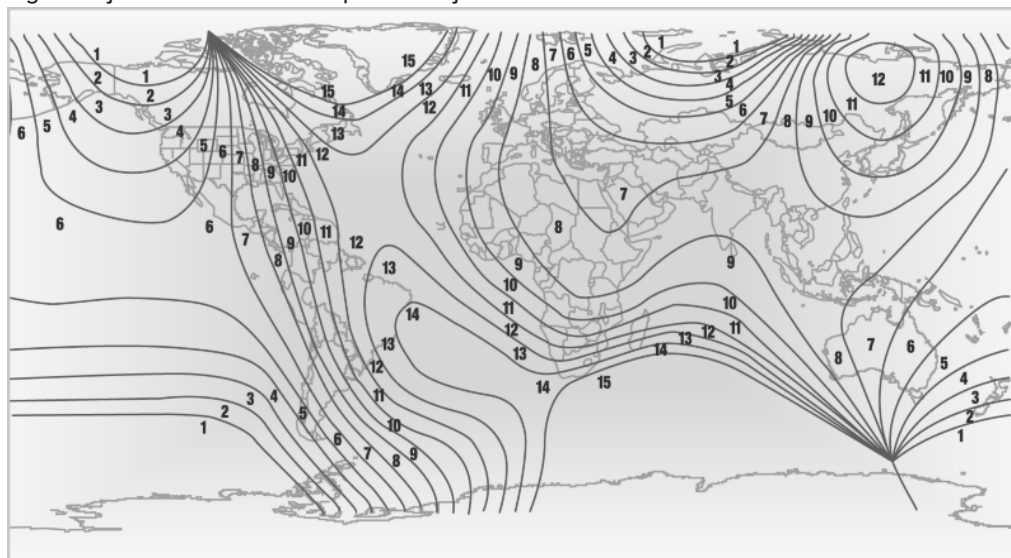 1 15 7 6 5 4 3 2 1 1
2 1 15 14 13 12 11 10 9 8 2 3 4 5 6 12 11 10 9 8
3 2 14 13 11 10
6 5 4 3 4 13 12 7 8 9
5 6 7 8 9 10 11 12
6 6 7 8 9 10 11 12 7 8
13 9 9
14 10 11 12 13 10 11 12
13 12 13 14 8 7 6 5
5 4 3 2 1 12 11 14 15 4 3 2 1
6 7 8 9 10